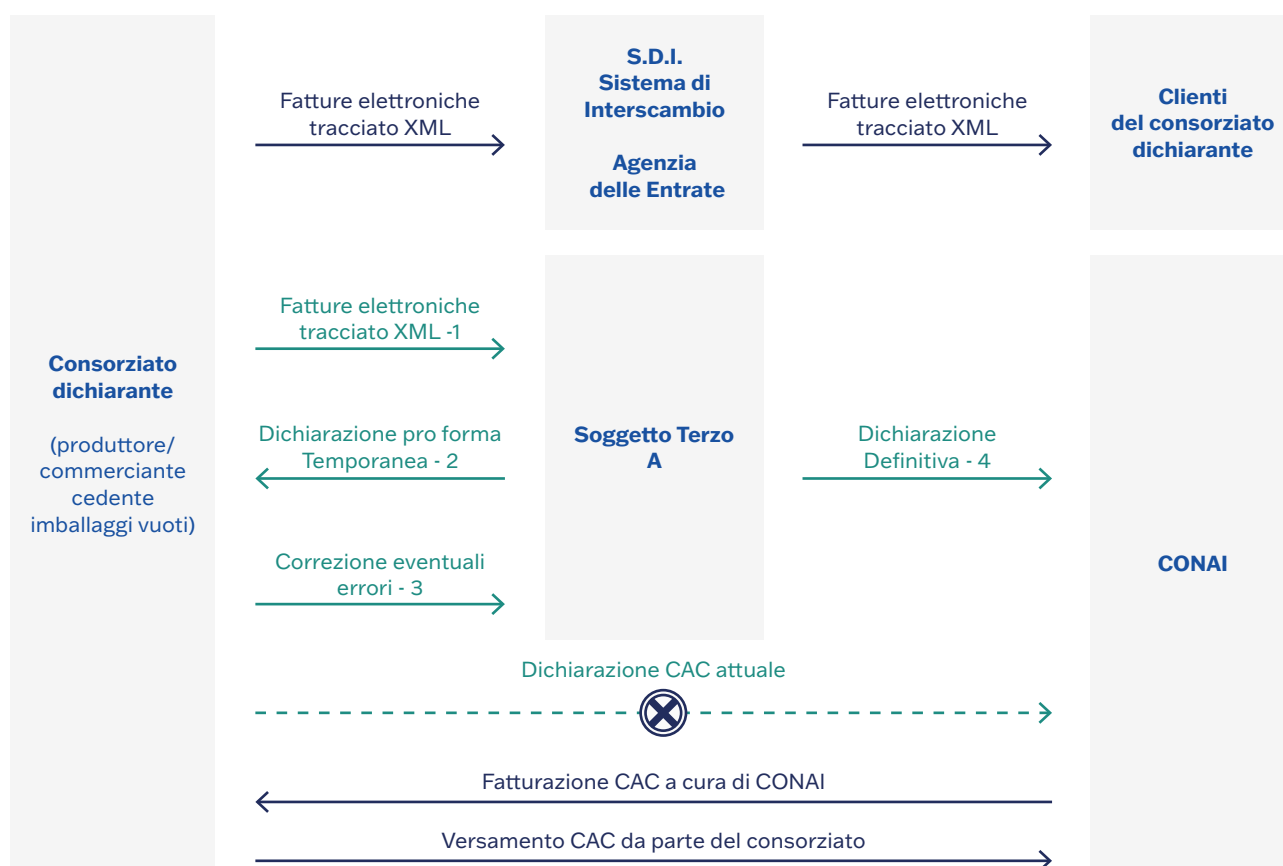 Fatture elettroniche
tracciato XML
S.D.I.
Sistema di
Interscambio
Agenzia
delle Entrate
Fatture elettroniche
tracciato XML
Clienti
del consorziato
dichiarante
Consorziato
dichiarante
(produttore/
commerciante
cedente
imballaggi vuoti)
Fatture elettroniche
tracciato XML -1
Dichiarazione pro forma
Temporanea - 2
Correzione eventuali
errori - 3
Soggetto Terzo
A
Dichiarazione
Definitiva - 4
CONAI
Dichiarazione CAC attuale
Fatturazione CAC a cura di CONAI
Versamento CAC da parte del consorziato